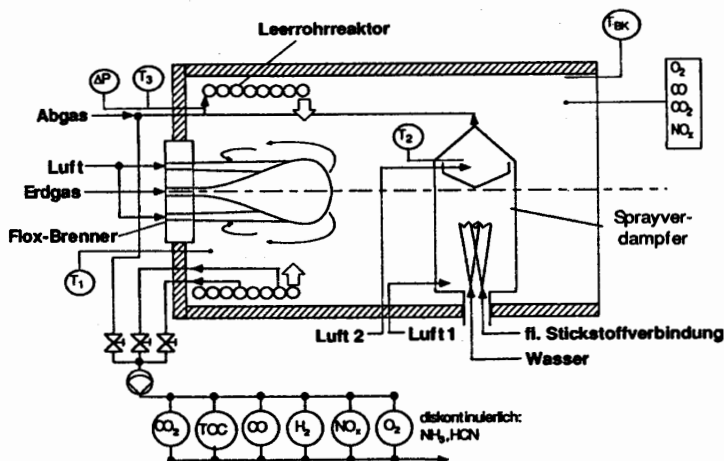 Leerrohrreaktor
TBK
ΔP
T3
O2
CO
CO2
NOx
Abgas
T2
Luft
Erdgas
Sprayver-
dampfer
Flox-Brenner
T1
Luft 2
Luft 1
fl. Stickstoffverbindung
Wasser
CO2
TOC
CO
H2
NOx
O2
diskontinuierlich:
NH3, HCN